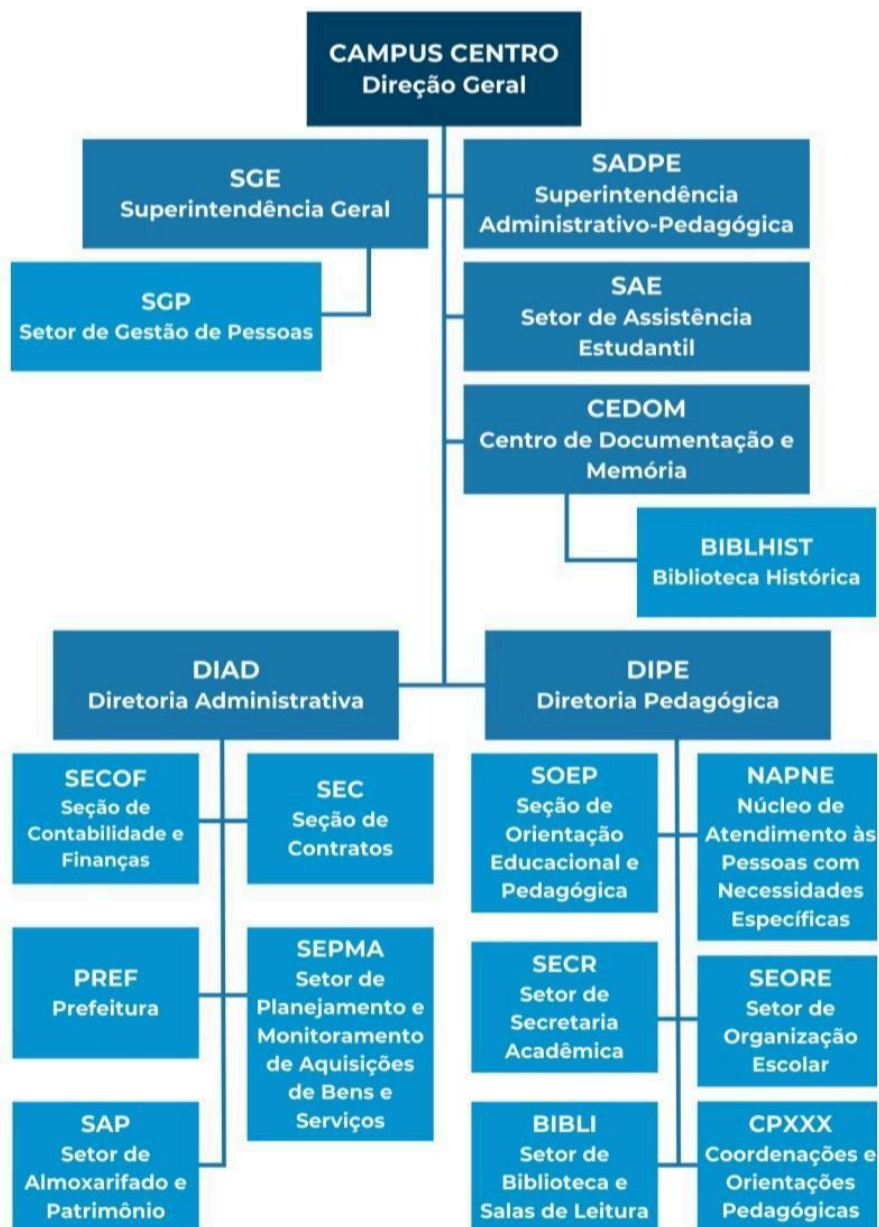 CAMPUS CENTRO
Direção Geral
SGE
Superintendência Geral
SADPE
Superintendência
Administrativo-Pedagógica
SGP
Setor de Gestão de Pessoas
SAE
Setor de Assistência
Estudantil
CEDOM
Centro de Documentação e
Memória
BIBLHIST
Biblioteca Histórica
DIAD
Diretoria Administrativa
DIPE
Diretoria Pedagógica
SECOF
Seção de
Contabilidade e
Finanças
SEC
Seção de
Contratos
SOEP
Seção de
Orientação
Educacional e
Pedagógica
NAPNE
Núcleo de
Atendimento às
Pessoas com
Necessidades
Específicas
PREF
Prefeitura
SEPMA
Setor de
Planejamento e
Monitoramento
de Aquisições
de Bens e
Serviços
SECR
Setor de
Secretaria
Acadêmica
SEORE
Setor de
Organização
Escolar
SAP
Setor de
Almoxarifado e
Patrimônio
BIBLI
Setor de
Biblioteca e
Salas de Leitura
CPXXX
Coordenações e
Orientações
Pedagógicas